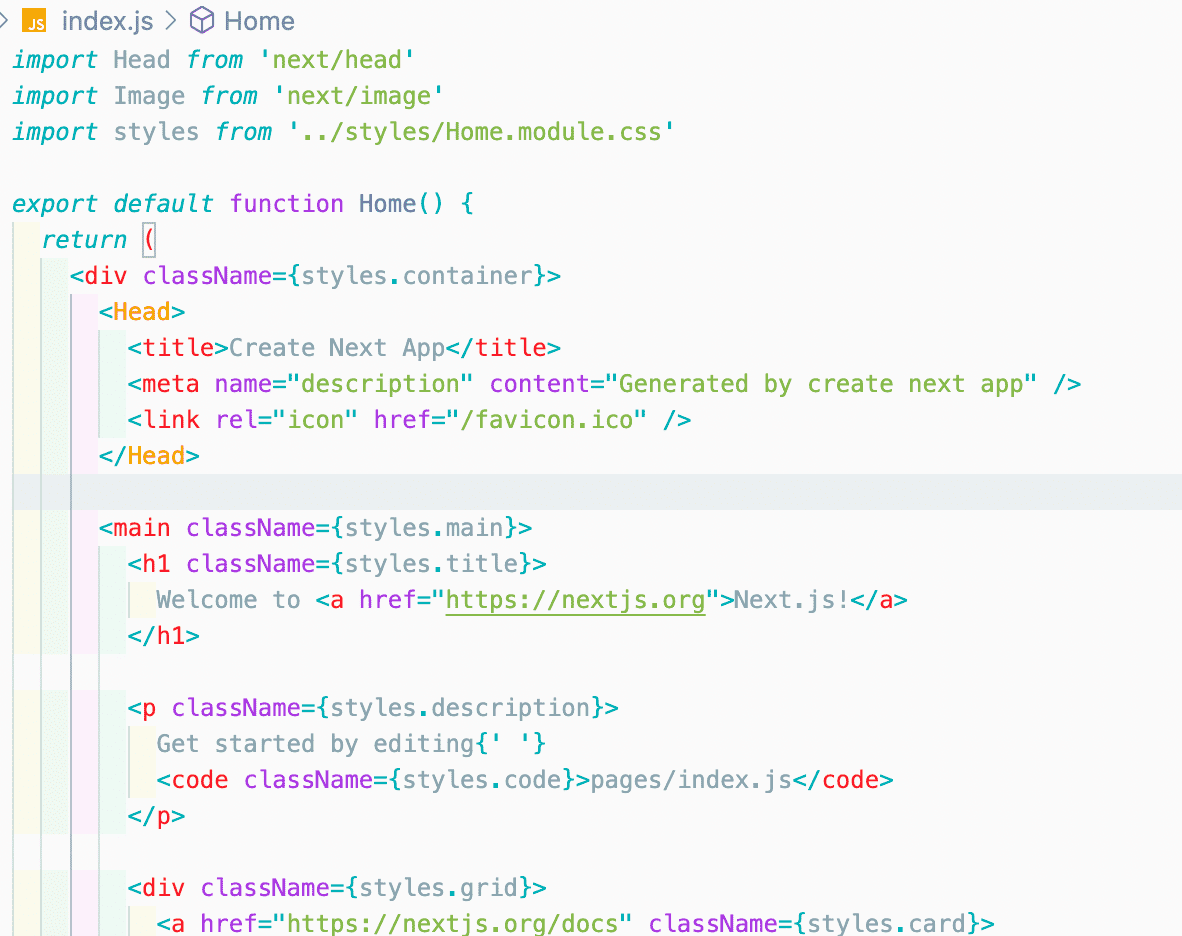 JS index.js > Home
import Head from 'next/head'
import Image from 'next/image'
import styles from '../styles/Home.module.css'
export default function Home() {
return (
<div className={styles.container}>
<Head>
<title>Create Next App</title>
<meta name="description" content="Generated by create next app" />
<link rel="icon" href="/favicon.ico" />
</Head>
<main className={styles.main}>
<h1 className={styles.title}>
Welcome to <a href="https://nextjs.org">Next.js!</a>
</h1>
<p className={styles.description}>
Get started by editing{' '}
<code className={styles.code}>pages/index.js</code>
</p>
<div className={styles.grid}>
<a href="https://nextjs.org/docs" className={styles.card}>